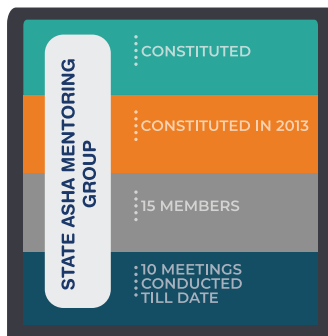 STATE ASHA MENTORING
GROUP
CONSTITUTED
CONSTITUTED IN 2013
15 MEMBERS
10 MEETINGS
CONDUCTED
TILL DATE